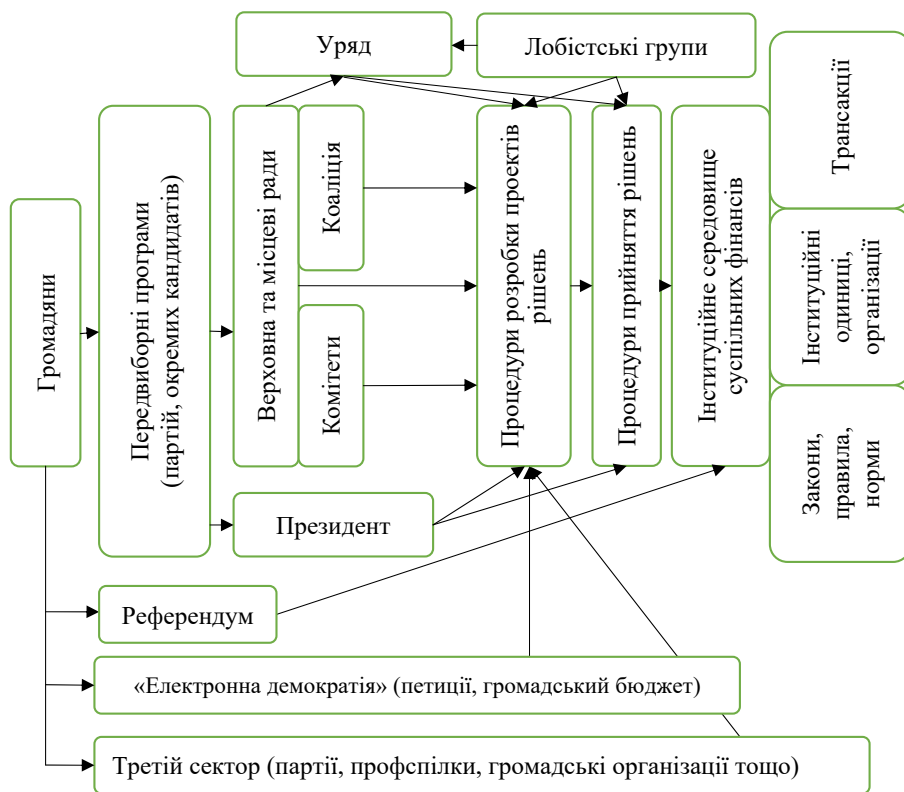 Уряд
Лобістські групи
Громадяни
Передвиборні програми
(партій, окремих кандидатів)
Верховна та місцеві ради
Коаліція
Комітети
Процедури розробки проектів
рішень
Процедури прийняття рішень
Інституційне середовище
суспільних фінансів
Трансакції
Інституційні
одиниці,
організації
Закони,
правила,
норми
Президент
Референдум
«Електронна демократія» (петиції, громадський бюджет)
Третій сектор (партії, профспілки, громадські організації тощо)